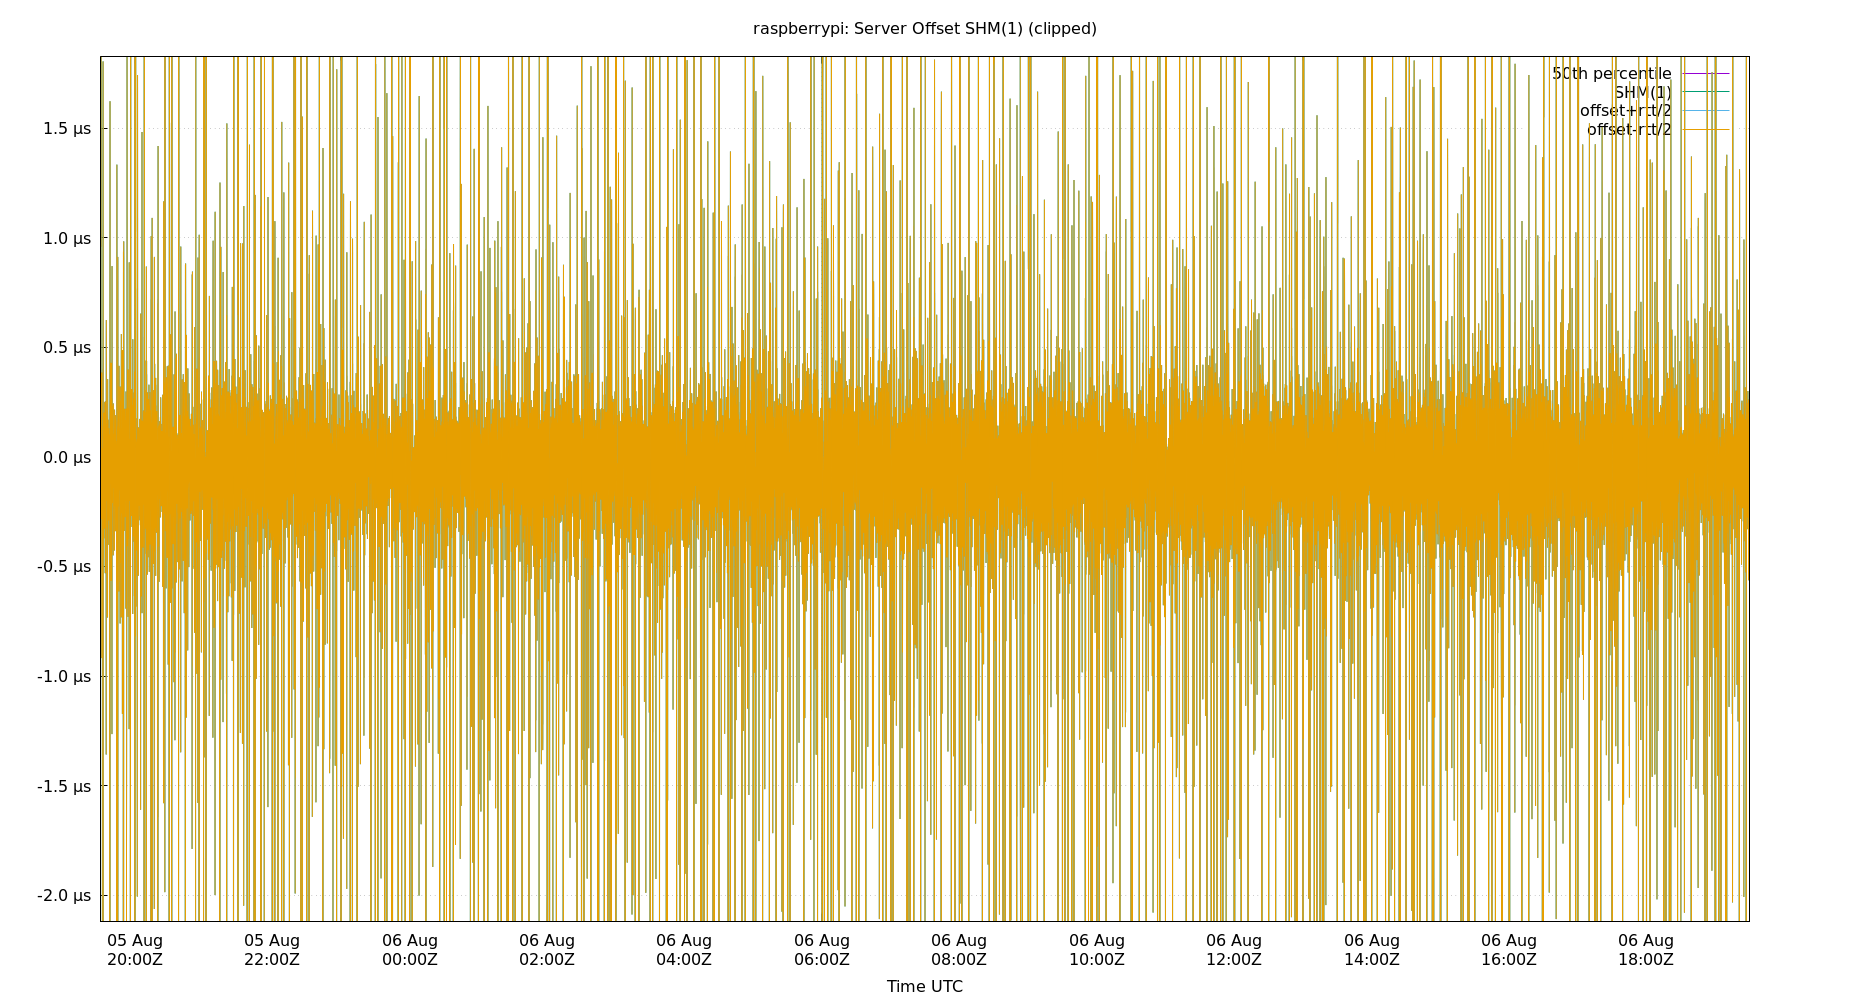 raspberrypi: Server Offset SHM(1) (clipped)
50th percentile
SHM(1)
offset+rtt/2
offset-rtt/2
1.5 µs
1.0 µs
0.5 µs
0.0 µs
-0.5 µs
-1.0 µs
-1.5 µs
-2.0 µs
05 Aug 05 Aug 06 Aug 06 Aug 06 Aug 06 Aug 06 Aug 06 Aug 06 Aug 06 Aug 06 Aug 06 Aug
20:00Z 22:00Z 00:00Z 02:00Z 04:00Z 06:00Z 08:00Z 10:00Z 12:00Z 14:00Z 16:00Z 18:00Z
Time UTC